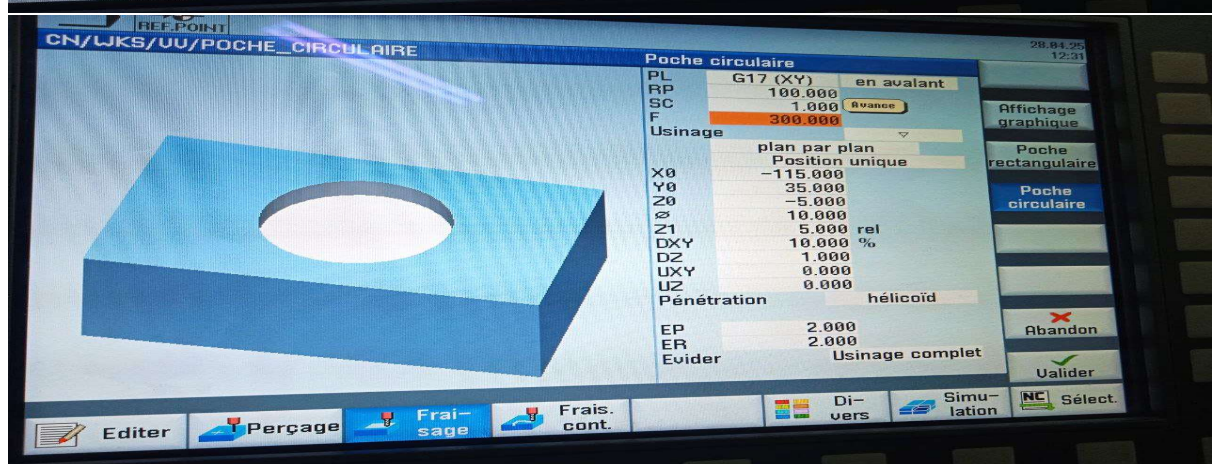 REF.POINT
CN/WKS/UU/POCHE_CIRCULAIRE
28.04.25
12:31
Poche circulaire
PL G17 (XY) en avalant
RP 100.000
SC 1.000 Avance
F 300.000
Usinage ▽
plan par plan
Position unique
X0 -115.000
Y0 35.000
Z0 -5.000
ø 10.000
Z1 5.000 rel
DXY 10.000 %
DZ 1.000
UXY 0.000
UZ 0.000
Pénétration hélicoïd
EP 2.000
ER 2.000
Evider Usinage complet
Affichage
graphique
Poche
rectangulaire
Poche
circulaire
Abandon
Valider
Editer
Perçage
Frai-
sage
Frais.
cont.
Di-
vers
Simu-
lation
NC Sélect.